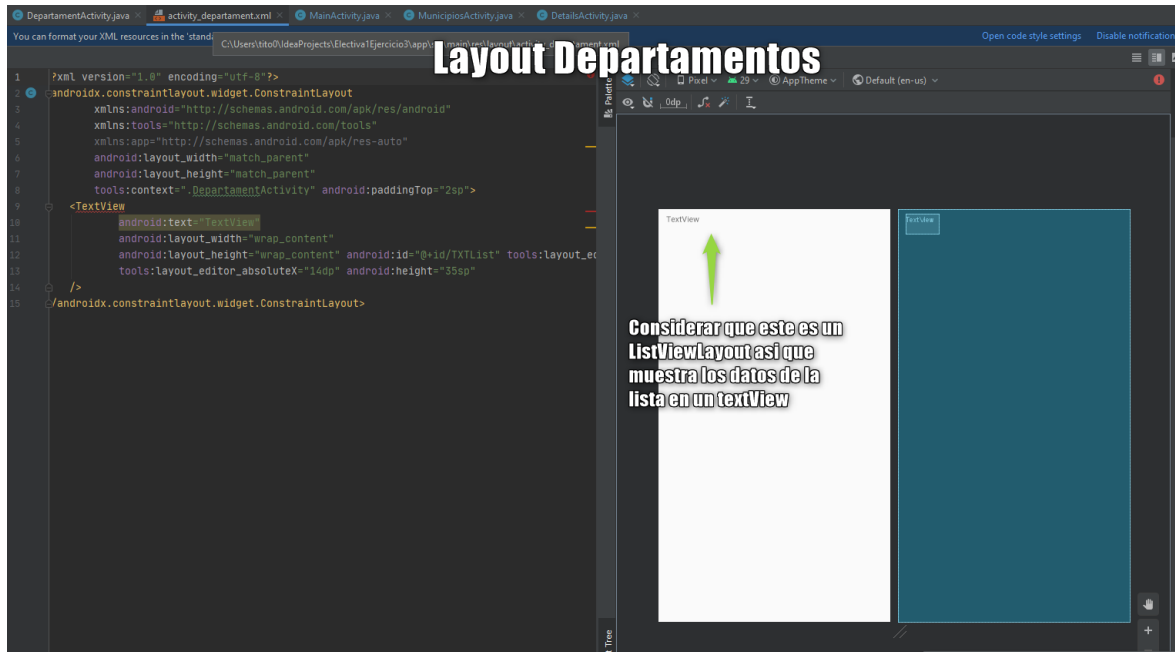 DepartamentActivity.java × activity_departament.xml × MainActivity.java × MunicipiosActivity.java × DetailsActivity.java ×
You can format your XML resources in the 'standa
C:\Users\tito0\IdeaProjects\Electiva1Ejercicio3\app\
Open code style settings Disable notification
Layout Departamentos
Palette
Pixel 29 AppTheme Default (en-us)
0dp
1 ?xml version="1.0" encoding="utf-8"?>
2 androidx.constraintlayout.widget.ConstraintLayout
3 xmlns:android="http://schemas.android.com/apk/res/android"
4 xmlns:tools="http://schemas.android.com/tools"
5 xmlns:app="http://schemas.android.com/apk/res-auto"
6 android:layout_width="match_parent"
7 android:layout_height="match_parent"
8 tools:context=".DepartamentActivity" android:paddingTop="2sp">
9 <TextView
10 android:text="TextView"
11 android:layout_width="wrap_content"
12 android:layout_height="wrap_content" android:id="@+id/TXTList" tools:layout_ed
13 tools:layout_editor_absoluteX="14dp" android:height="35sp"
14 />
15 /androidx.constraintlayout.widget.ConstraintLayout>
TextView
TextView
Considerar que este es un
ListViewLayout asi que
muestra los datos de la
lista en un textView
t Tree